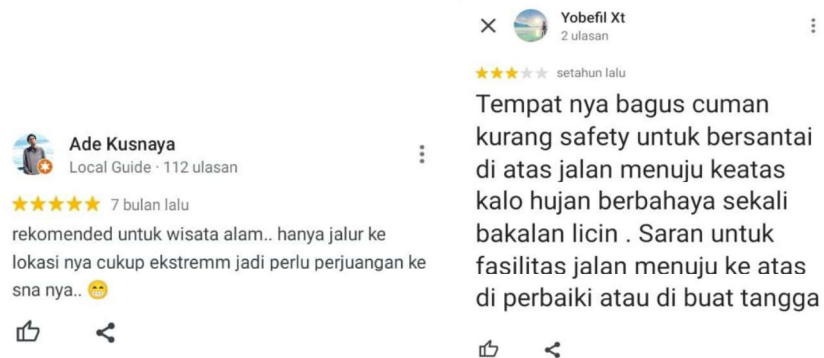 Ade Kusnaya
Local Guide · 112 ulasan
7 bulan lalu
rekomended untuk wisata alam.. hanya jalur ke
lokasi nya cukup ekstremm jadi perlu perjuangan ke
sna nya.. 😁
Yobefil Xt
2 ulasan
setahun lalu
Tempat nya bagus cuman
kurang safety untuk bersantai
di atas jalan menuju keatas
kalo hujan berbahaya sekali
bakalan licin . Saran untuk
fasilitas jalan menuju ke atas
di perbaiki atau di buat tangga